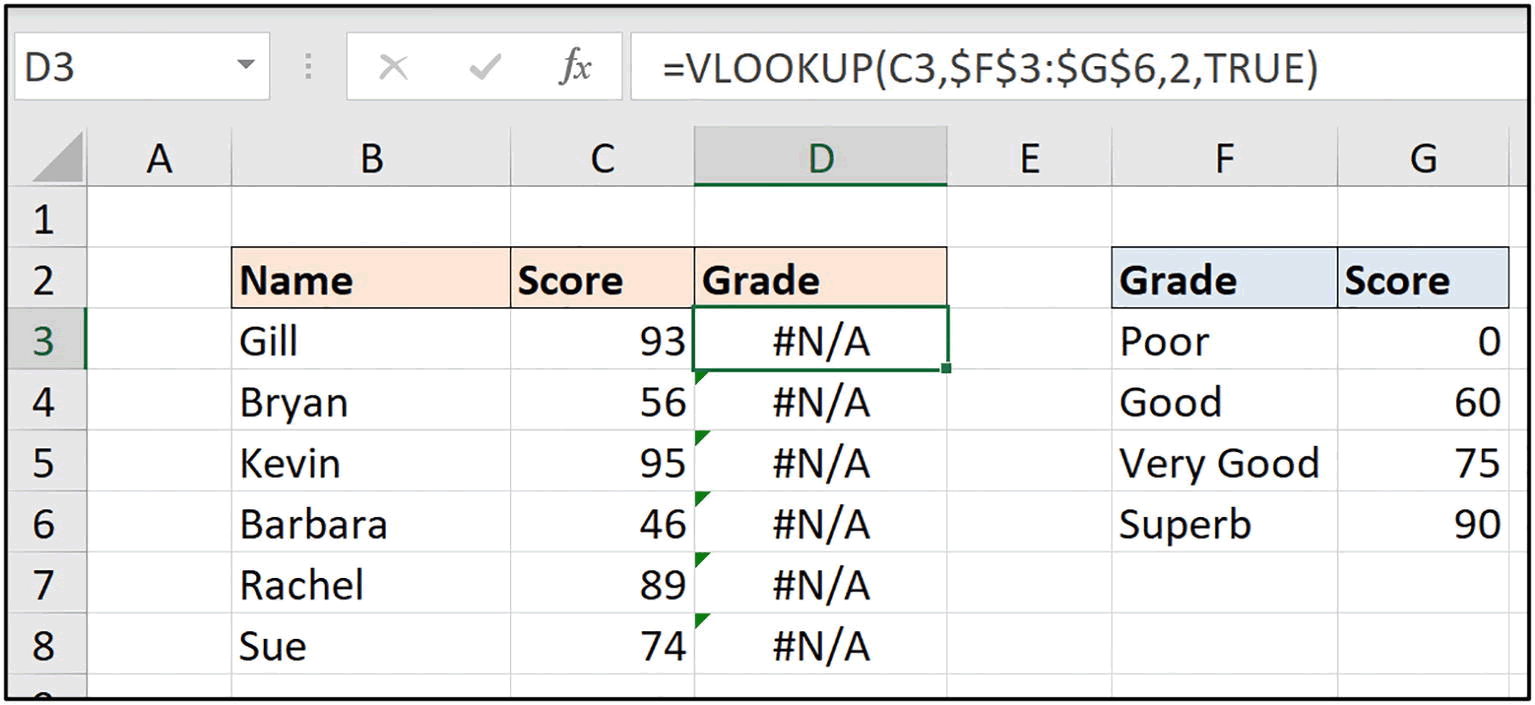 D3 fx =VLOOKUP(C3,$F$3:$G$6,2,TRUE)
A B C D E F G
1
2 Name Score Grade Grade Score
3 Gill 93 #N/A Poor 0
4 Bryan 56 #N/A Good 60
5 Kevin 95 #N/A Very Good 75
6 Barbara 46 #N/A Superb 90
7 Rachel 89 #N/A
8 Sue 74 #N/A